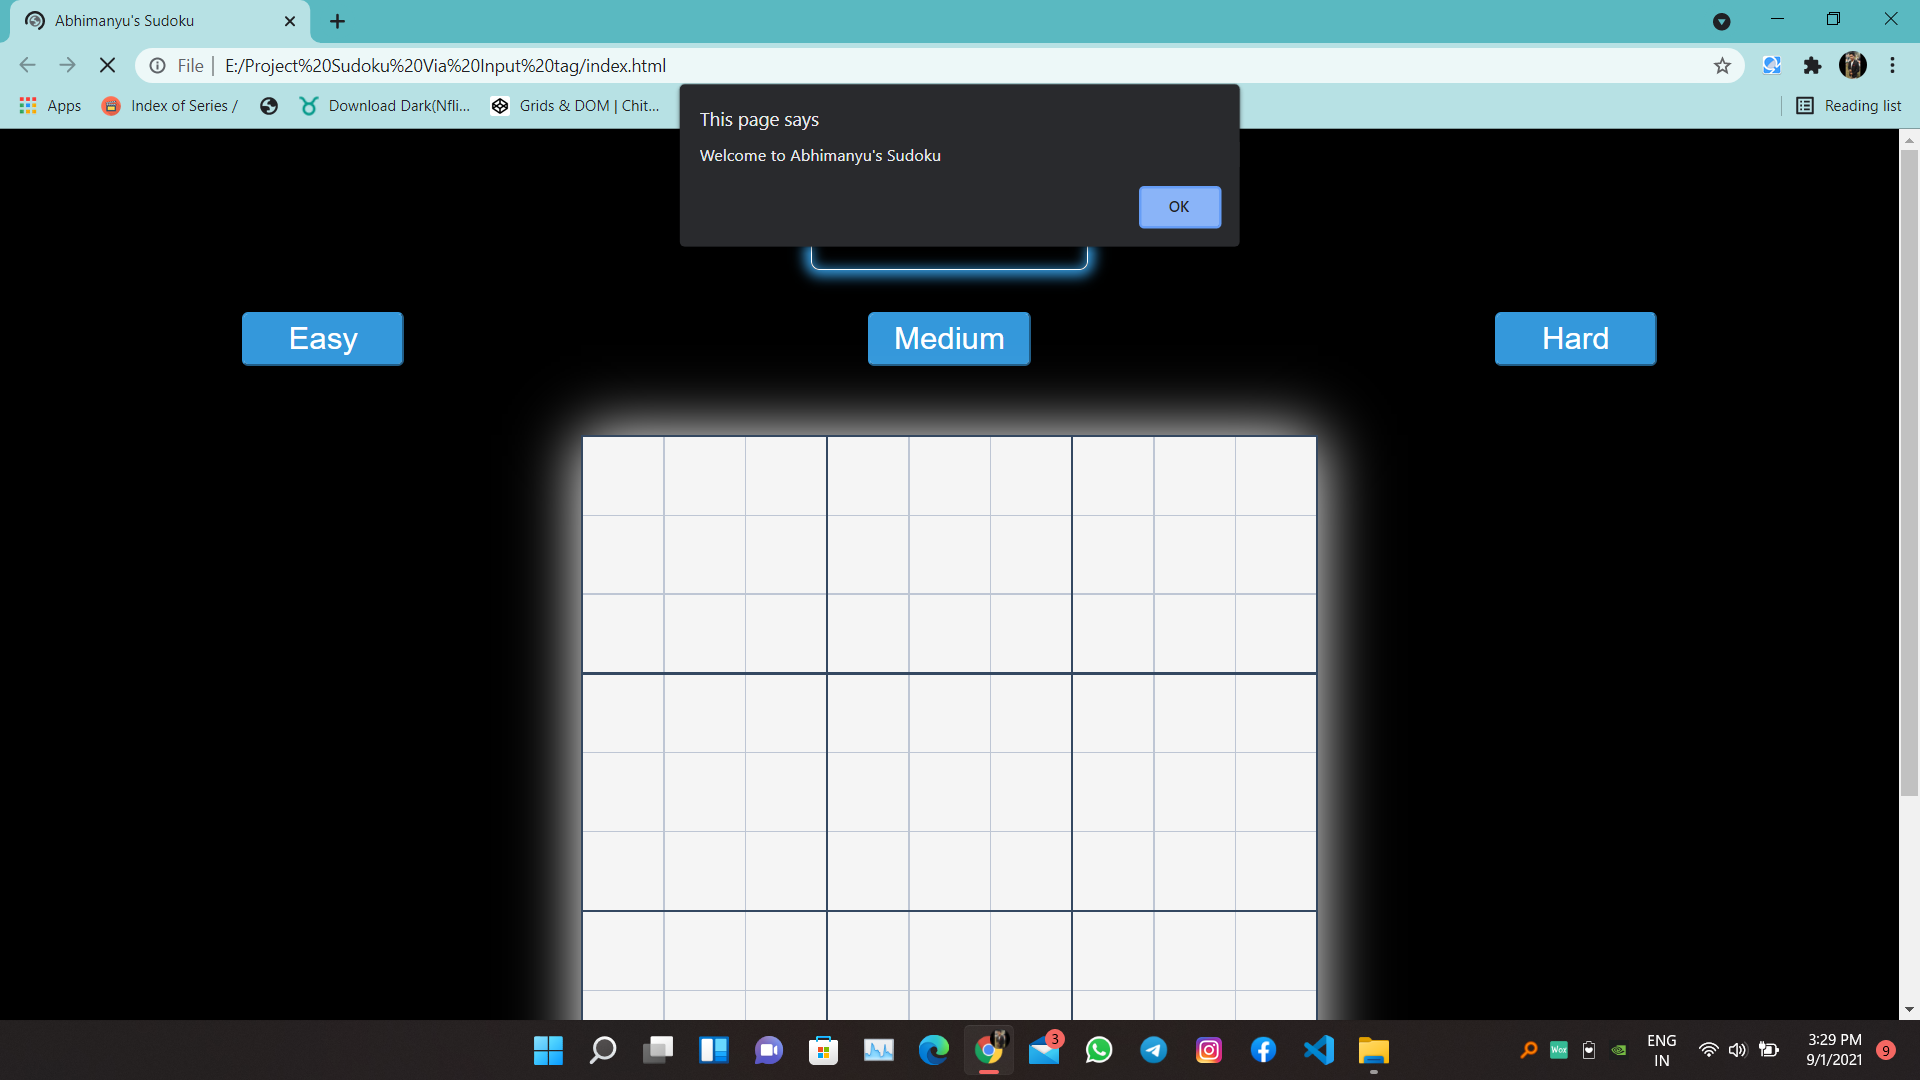 Abhimanyu's Sudoku
File
E:/Project%20Sudoku%20Via%20Input%20tag/index.html
Apps
Index of Series /
Download Dark(Nfli...
Grids & DOM | Chit...
Reading list
This page says
Welcome to Abhimanyu's Sudoku
OK
Easy
Medium
Hard
3
Wox
ENG
IN
3:29 PM
9/1/2021
9